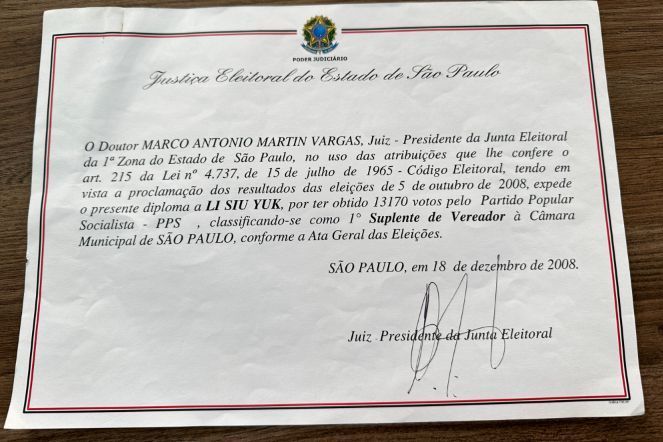 PODER JUDICIÁRIO
Justiça Eleitoral do Estado de São Paulo
O Doutor MARCO ANTONIO MARTIN VARGAS, Juiz - Presidente da Junta Eleitoral
da 1ª Zona do Estado de São Paulo, no uso das atribuições que lhe confere o
art. 215 da Lei nº 4.737, de 15 de julho de 1965 - Código Eleitoral, tendo em
vista a proclamação dos resultados das eleições de 5 de outubro de 2008, expede
o presente diploma a LI SIU YUK, por ter obtido 13170 votos pelo Partido Popular
Socialista - PPS , classificando-se como 1° Suplente de Vereador à Câmara
Municipal de SÃO PAULO, conforme a Ata Geral das Eleições.
SÃO PAULO, em 18 de dezembro de 2008.
Juiz Presidente da Junta Eleitoral